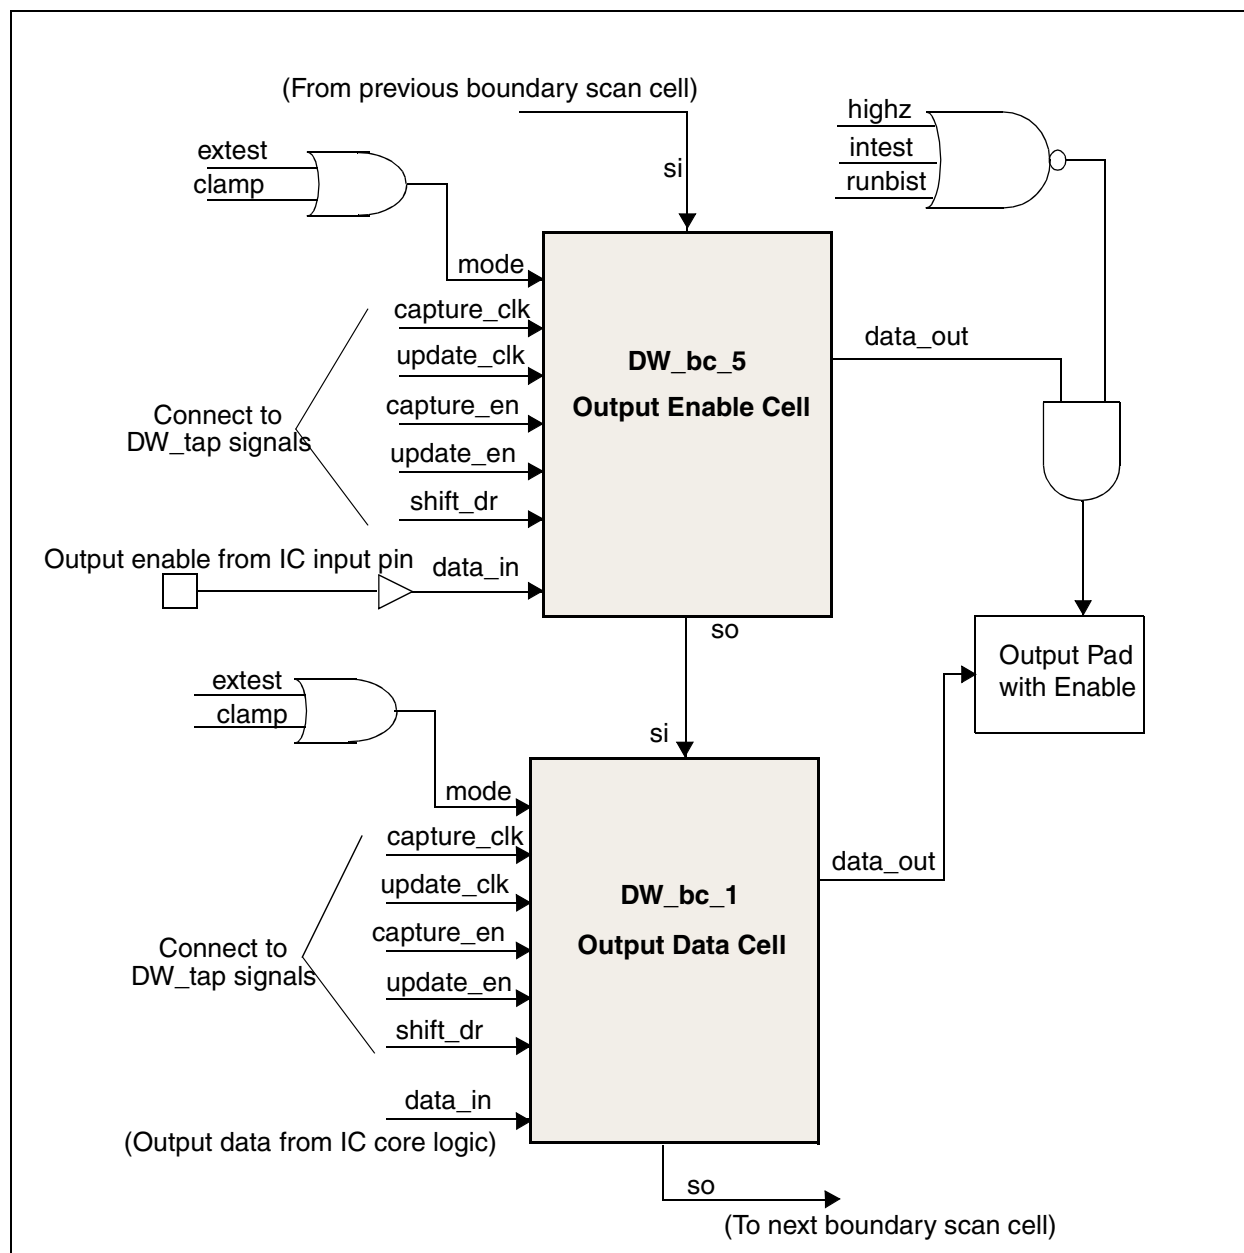 (From previous boundary scan cell)
highz
intest
runbist
extest
clamp
si
mode
capture_clk
update_clk
capture_en
update_en
shift_dr
Connect to
DW_tap signals
Output enable from IC input pin
data_in
DW_bc_5
Output Enable Cell
data_out
so
Output Pad
with Enable
extest
clamp
si
mode
capture_clk
update_clk
capture_en
update_en
shift_dr
Connect to
DW_tap signals
data_in
(Output data from IC core logic)
DW_bc_1
Output Data Cell
data_out
so
(To next boundary scan cell)